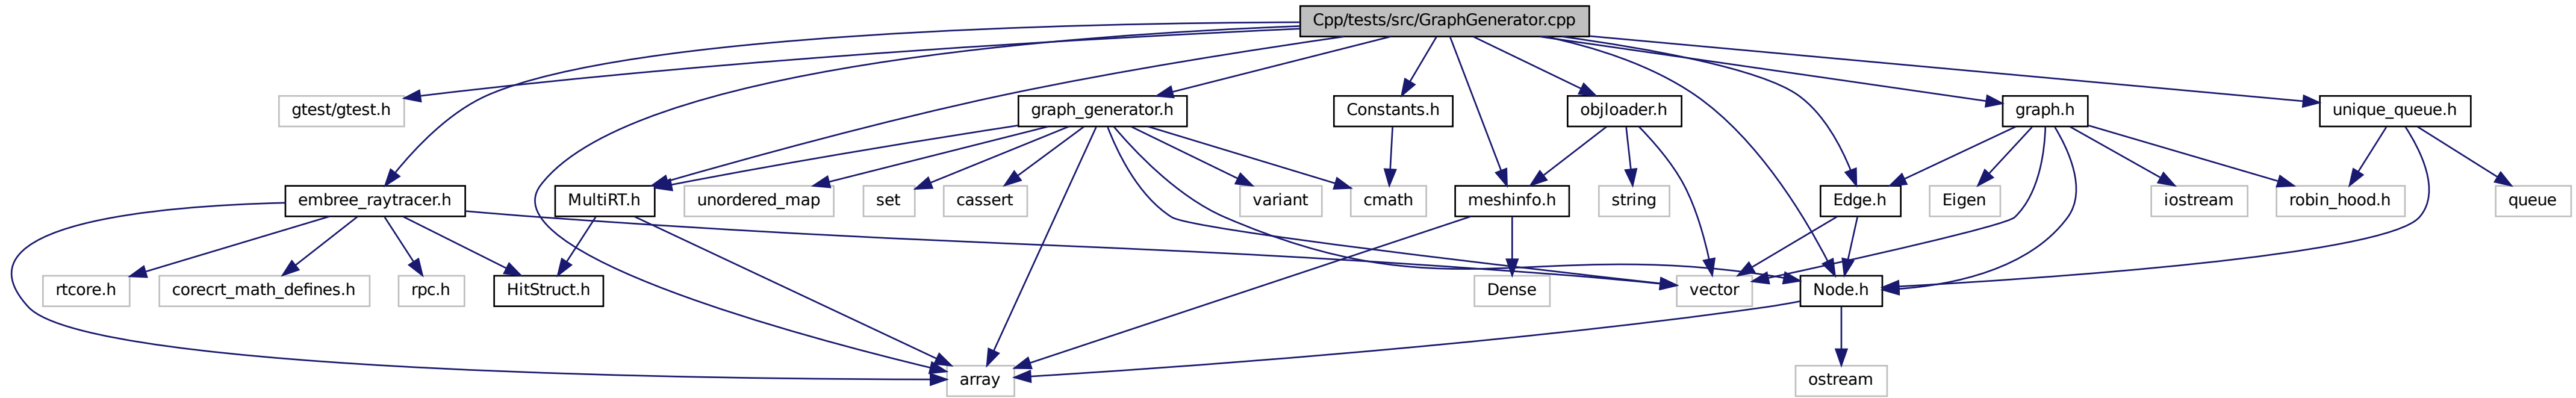 Cpp/tests/src/GraphGenerator.cpp
gtest/gtest.h
graph_generator.h
Constants.h
objloader.h
graph.h
unique_queue.h
embree_raytracer.h
MultiRT.h
unordered_map
set
cassert
variant
cmath
meshinfo.h
string
Edge.h
Eigen
iostream
robin_hood.h
queue
rtcore.h
corecrt_math_defines.h
rpc.h
HitStruct.h
Dense
vector
Node.h
array
ostream